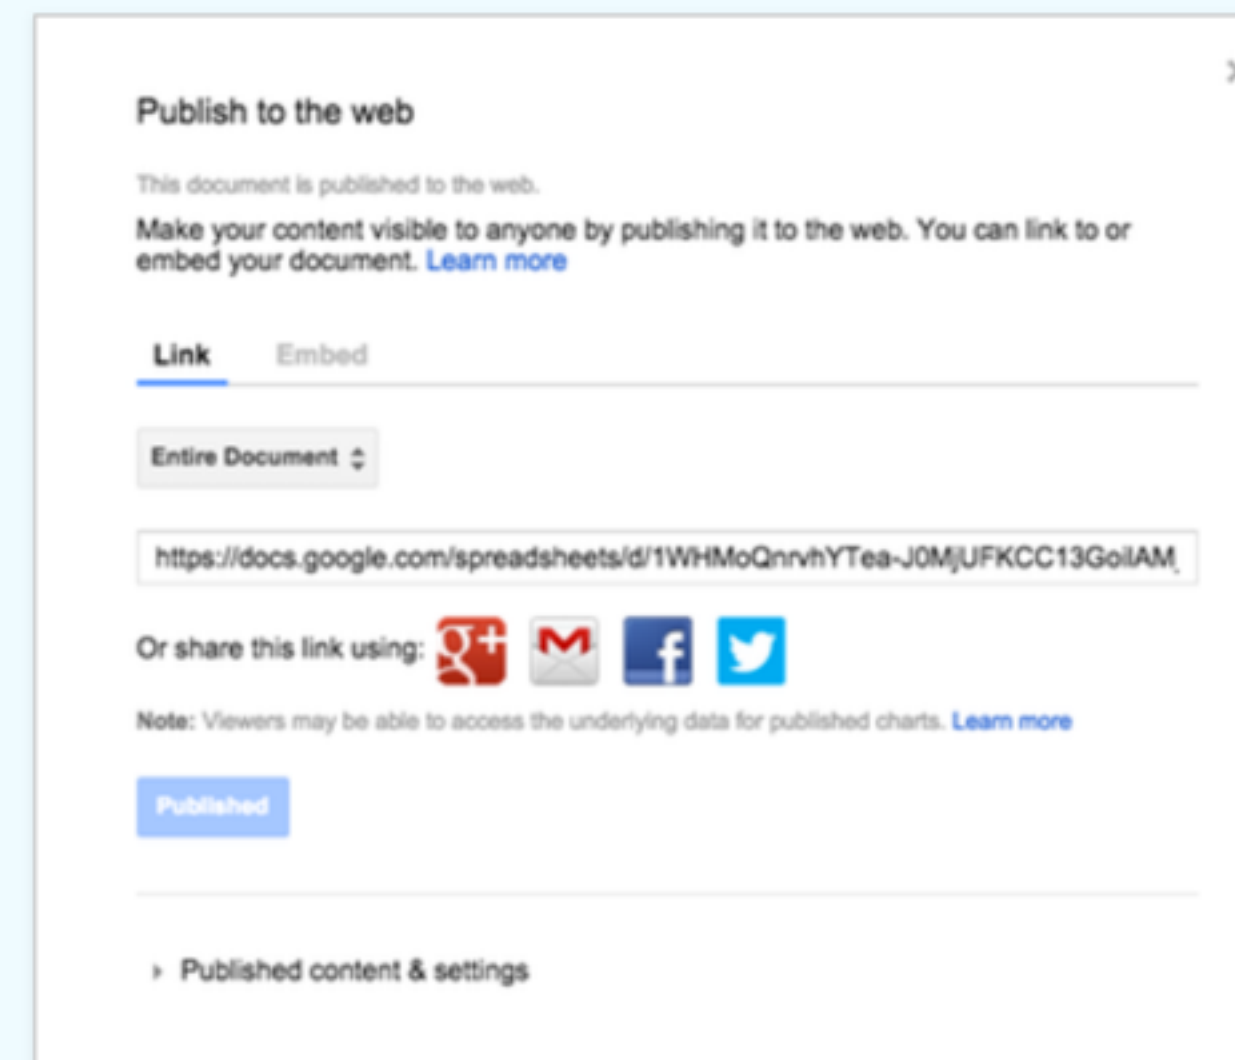 Publish to the web
This document is published to the web.
Make your content visible to anyone by publishing it to the web. You can link to or
embed your document. Learn more
Link Embed
Entire Document
https://docs.google.com/spreadsheets/d/1WHMoQnrvhYTea-J0MjUFKCC13GoilAM_
Or share this link using: g+ M f
Note: Viewers may be able to access the underlying data for published charts. Learn more
Published
Published content & settings